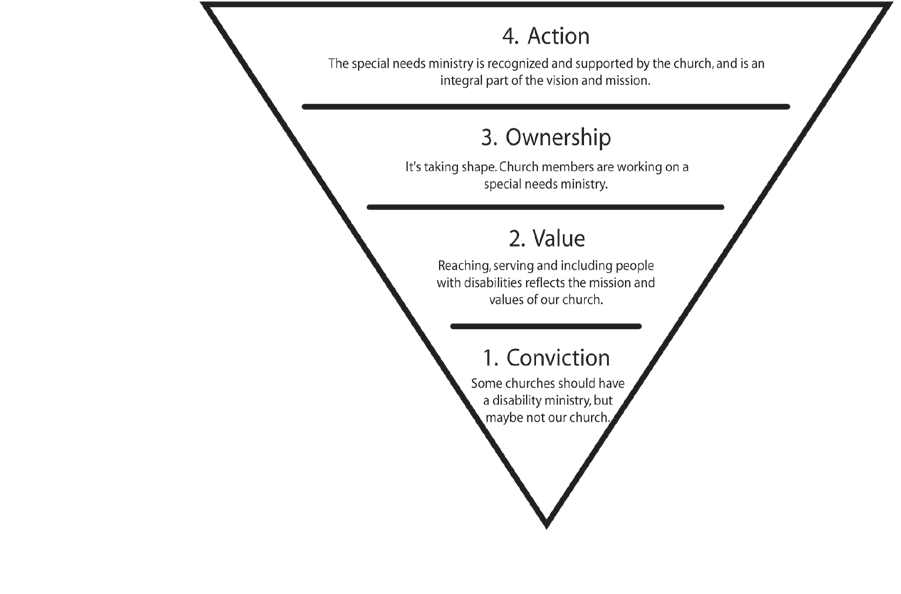 4. Action
The special needs ministry is recognized and supported by the church, and is an
integral part of the vision and mission.
3. Ownership
It's taking shape. Church members are working on a
special needs ministry.
2. Value
Reaching, serving and including people
with disabilities reflects the mission and
values of our church.
1. Conviction
Some churches should have
a disability ministry, but
maybe not our church.